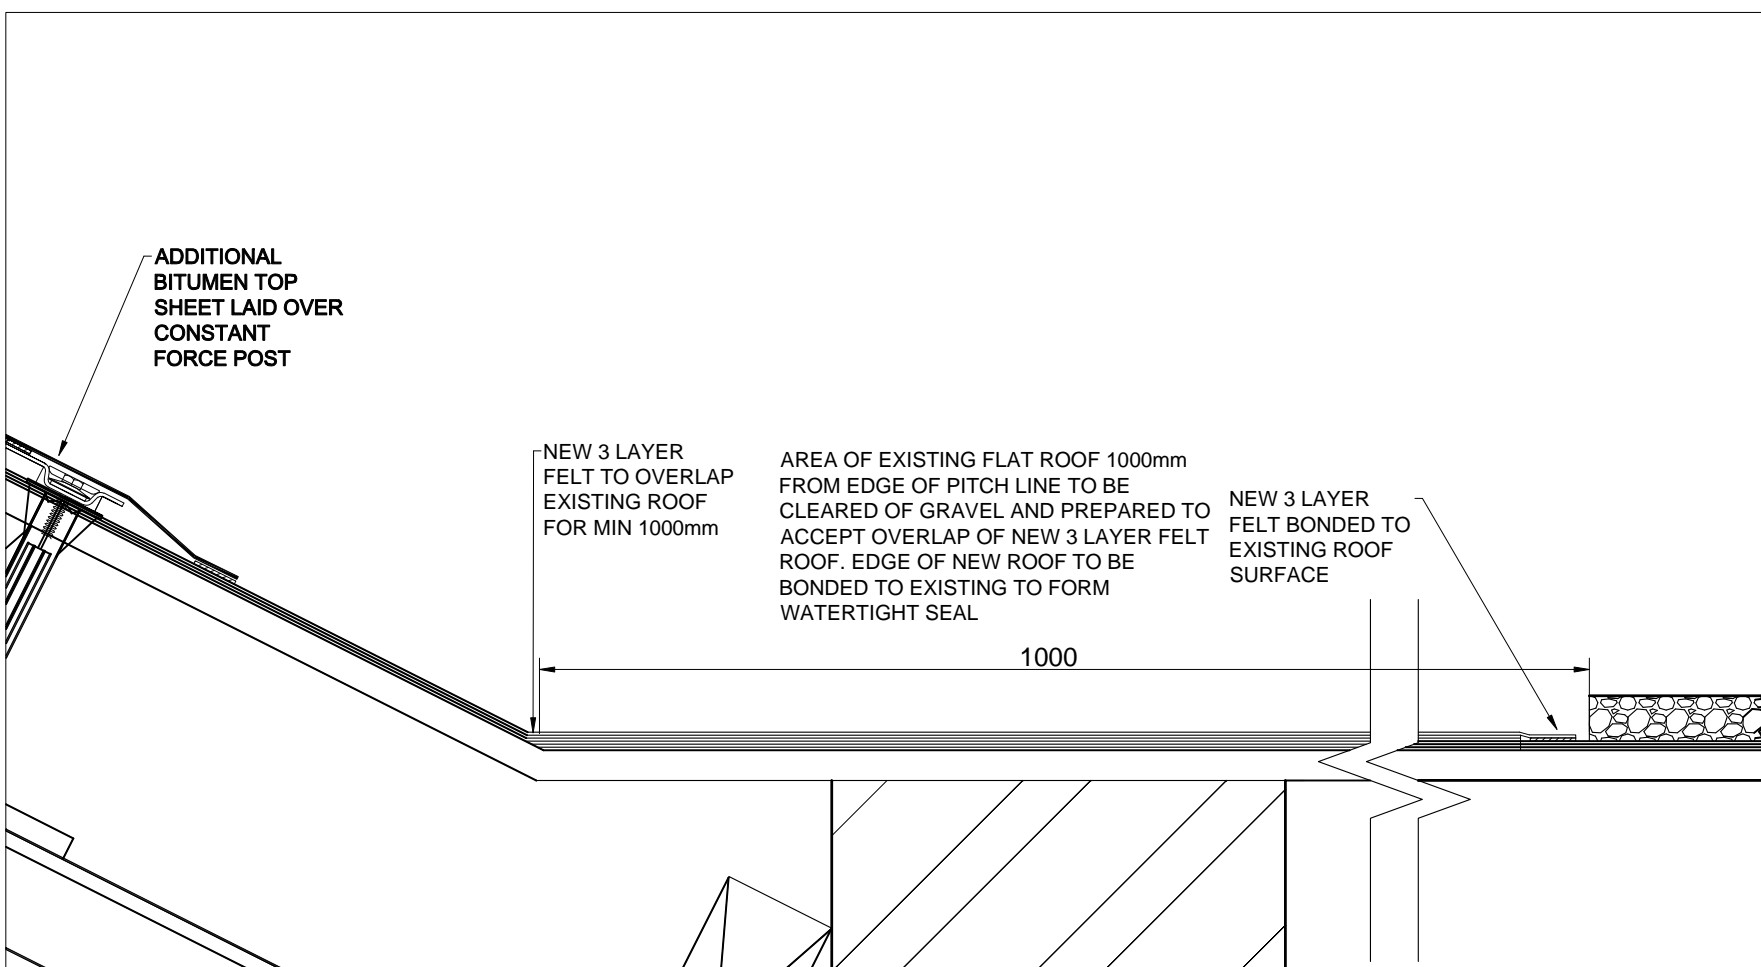 ADDITIONAL
BITUMEN TOP
SHEET LAID OVER
CONSTANT
FORCE POST
NEW 3 LAYER
FELT TO OVERLAP
EXISTING ROOF
FOR MIN 1000mm
AREA OF EXISTING FLAT ROOF 1000mm
FROM EDGE OF PITCH LINE TO BE
CLEARED OF GRAVEL AND PREPARED TO
ACCEPT OVERLAP OF NEW 3 LAYER FELT
ROOF. EDGE OF NEW ROOF TO BE
BONDED TO EXISTING TO FORM
WATERTIGHT SEAL
NEW 3 LAYER
FELT BONDED TO
EXISTING ROOF
SURFACE
1000